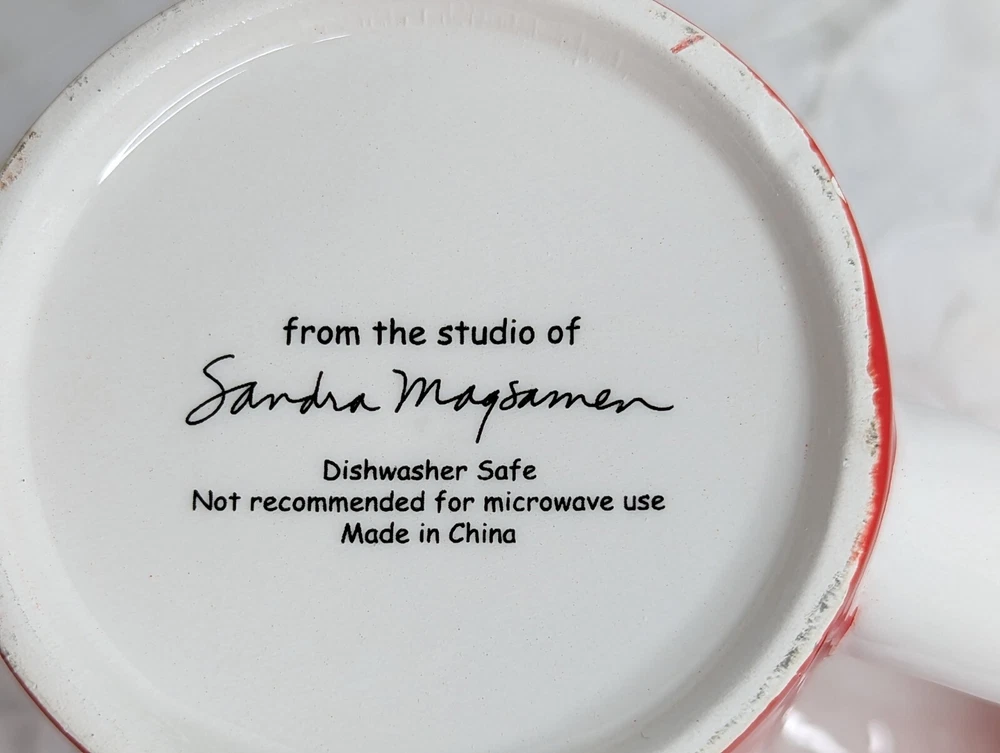 from the studio of
Sandra Magsamen
Dishwasher Safe
Not recommended for microwave use
Made in China